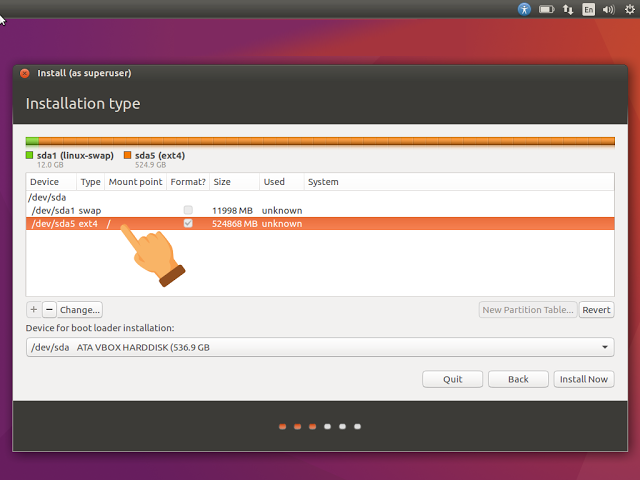 En
Install (as superuser)
Installation type
sda1 (linux-swap) sda5 (ext4)
12.0 GB 524.9 GB
Device Type Mount point Format? Size Used System
/dev/sda
/dev/sda1 swap 11998 MB unknown
/dev/sda5 ext4 / 524868 MB unknown
+ − Change... New Partition Table... Revert
Device for boot loader installation:
/dev/sda ATA VBOX HARDDISK (536.9 GB
Quit Back Install Now